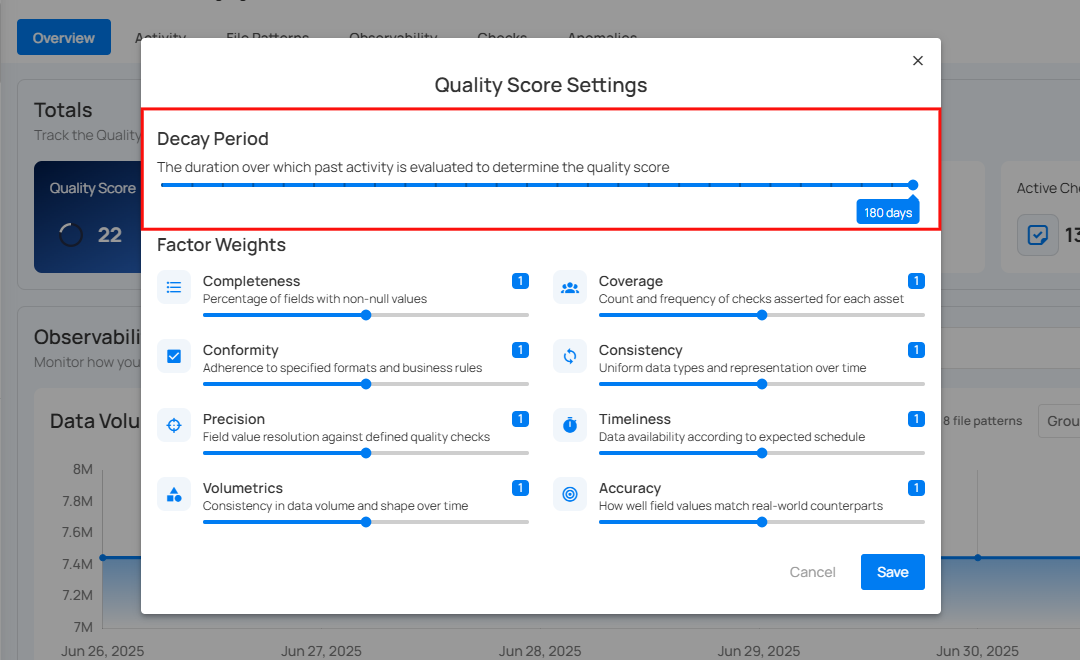 Overview
Activity
File Patterns
Observability
Checks
Anomalies
Quality Score Settings
Totals
Track the Quality
Decay Period
The duration over which past activity is evaluated to determine the quality score
180 days
Quality Score
22
Active Che
13
Factor Weights
Completeness 1
Percentage of fields with non-null values
Coverage 1
Count and frequency of checks asserted for each asset
Conformity 1
Adherence to specified formats and business rules
Consistency 1
Uniform data types and representation over time
Precision 1
Field value resolution against defined quality checks
Timeliness 1
Data availability according to expected schedule
Volumetrics 1
Consistency in data volume and shape over time
Accuracy 1
How well field values match real-world counterparts
Cancel
Save
Observabili
Monitor how you
Data Volu
8 file patterns
Grou
8M
7.8M
7.6M
7.4M
7.2M
7M
Jun 26, 2025
Jun 27, 2025
Jun 28, 2025
Jun 29, 2025
Jun 30, 2025